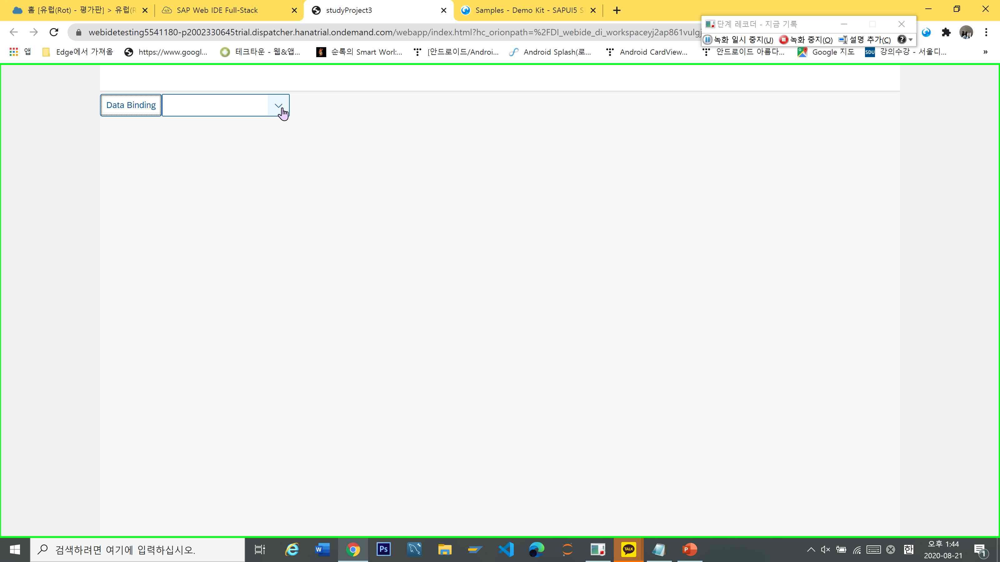 홈 [유럽(Rot) - 평가판] > 유럽(R
SAP Web IDE Full-Stack
studyProject3
Samples - Demo Kit - SAPUI5 S
단계 레코더 - 지금 기록
webidetesting5541180-p2002330645trial.dispatcher.hanatrial.ondemand.com/webapp/index.html?hc_orionpath=%2FDI_webide_di_workspaceyj2ap861vulgj
녹화 일시 중지(U)
녹화 중지(O)
설명 추가(C)
앱
Edge에서 가져옴
https://www.googl...
테크타운 - 웹&앱...
순록의 Smart Worl:...
[안드로이드/Androi...
Android Splash(로...
Android CardView...
안드로이드 아름다...
Google 지도
SDU
강의수강 - 서울디...
»
Data Binding
검색하려면 여기에 입력하십시오.
W
Ps
TALK
P
한
오후 1:44
2020-08-21
1